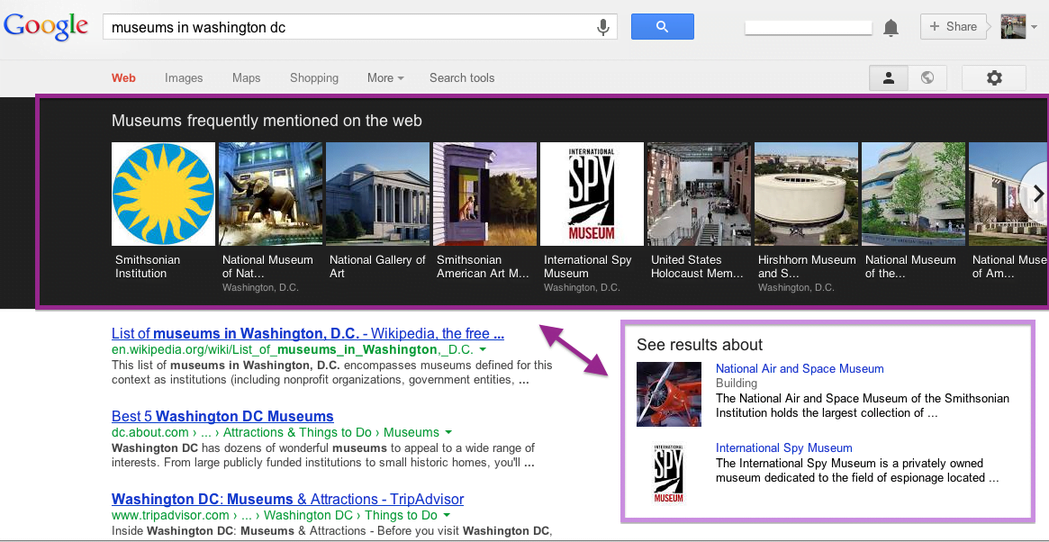 Google
museums in washington dc
+ Share
Web Images Maps Shopping More Search tools
Museums frequently mentioned on the web
INTERNATIONAL
SPY
MUSEUM
Smithsonian
Institution
National Museum
of Nat...
Washington, D.C.
National Gallery of
Art
Smithsonian
American Art M...
International Spy
Museum
Washington, D.C.
United States
Holocaust Mem...
Hirshhorn Museum
and S...
Washington, D.C.
National Museum
of the...
National Muse
of Am...
List of museums in Washington, D.C. - Wikipedia, the free ...
en.wikipedia.org/wiki/List_of_museums_in_Washington,_D.C.
This list of museums in Washington, D.C. encompasses museums defined for this
context as institutions (including nonprofit organizations, government entities, ...
Best 5 Washington DC Museums
dc.about.com › ... › Attractions & Things to Do › Museums
Washington DC has dozens of wonderful museums to appeal to a wide range of
interests. From large publicly funded institutions to small historic homes, you'll ...
Washington DC: Museums & Attractions - TripAdvisor
www.tripadvisor.com › ... › Washington DC › Things to Do
Inside Washington DC: Museums & Attractions - Before you visit Washington DC,
See results about
National Air and Space Museum
Building
The National Air and Space Museum of the Smithsonian
Institution holds the largest collection of ...
SPY
MUSEUM
International Spy Museum
The International Spy Museum is a privately owned
museum dedicated to the field of espionage located ...